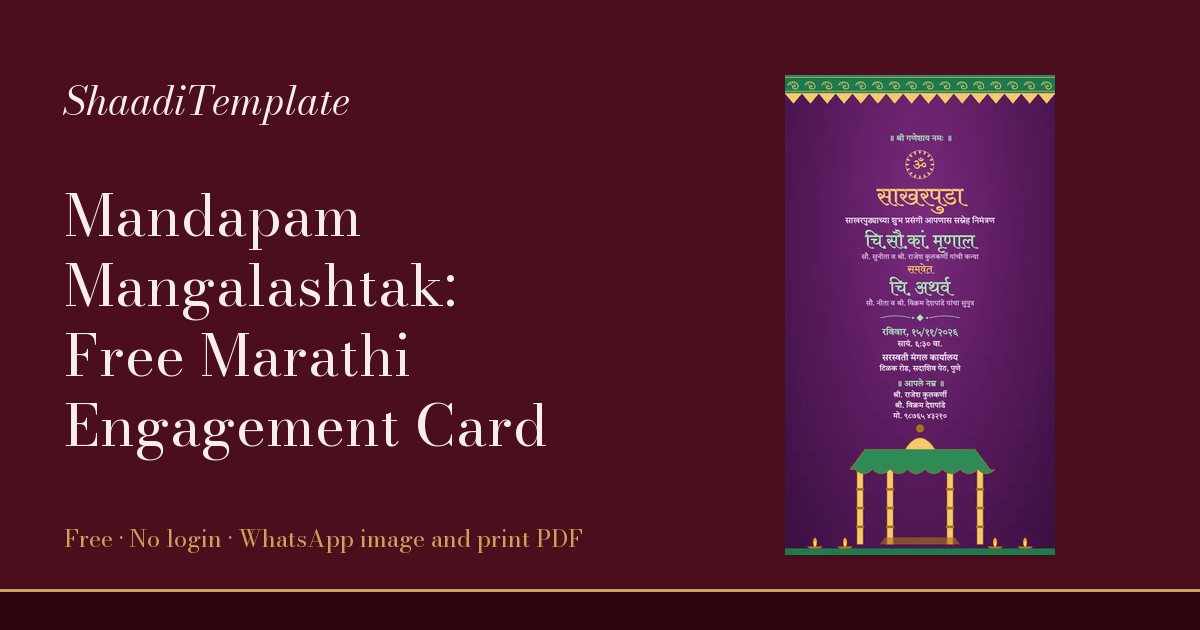 ShaadiTemplate
Mandapam
Mangalashtak:
Free Marathi
Engagement Card
Free · No login · WhatsApp image and print PDF
॥ श्री गणेशाय नमः ॥
ॐ
साखरपुडा
साखरपुड्याच्या शुभ प्रसंगी आपणास सस्नेह निमंत्रण
चि.सौ.कां. मृणाल
सौ. सुनीता व श्री. राजेश कुलकर्णी यांची कन्या
समवेत
चि. अथर्व
सौ. नीता व श्री. विक्रम देशपांडे यांचा सुपुत्र
रविवार, १५/११/२०२६
सायं. ६:३० वा.
सरस्वती मंगल कार्यालय
टिळक रोड, सदाशिव पेठ, पुणे
॥ आपले नम्र ॥
श्री. राजेश कुलकर्णी
श्री. विक्रम देशपांडे
मो. ९८७६५ ४३२१०